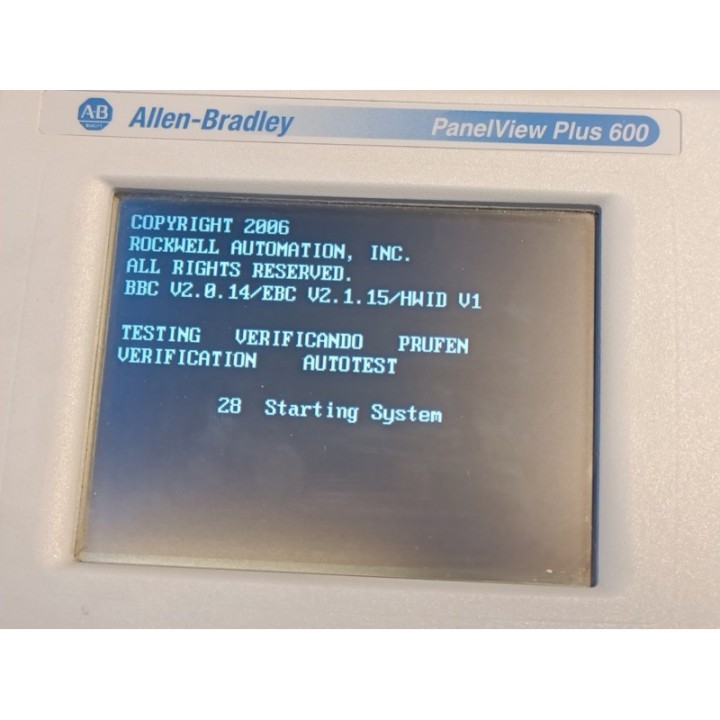 AB Allen-Bradley PanelView Plus 600
COPYRIGHT 2006
ROCKWELL AUTOMATION, INC.
ALL RIGHTS RESERVED.
BBC V2.0.14/EBC V2.1.15/HWID V1
TESTING VERIFICANDO PRUFEN
VERIFICATION AUTOTEST
28 Starting System